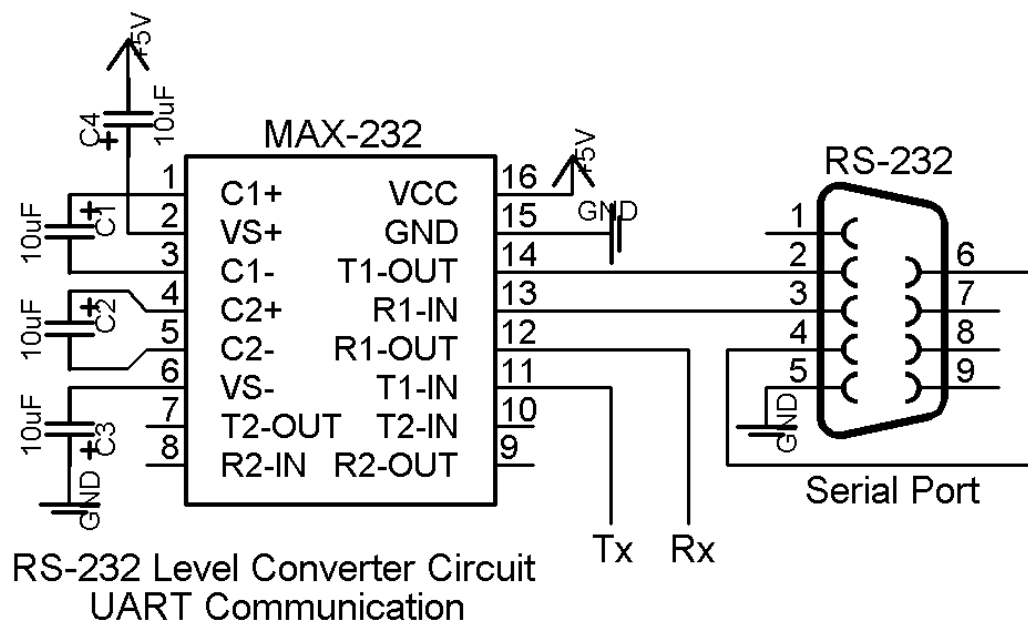 +5V
C4
10uF
+
MAX-232
RS-232
1 C1+ VCC 16 +5V
GND
10uF + C1
2 VS+ GND 15
3 C1- T1-OUT 14
4 C2+ R1-IN 13
10uF + C2
5 C2- R1-OUT 12
6 VS- T1-IN 11
7 T2-OUT T2-IN 10
10uF + C3
8 R2-IN R2-OUT 9
GND
1
2 6
3 7
4 8
5 9
GND
Serial Port
Tx Rx
RS-232 Level Converter Circuit
UART Communication